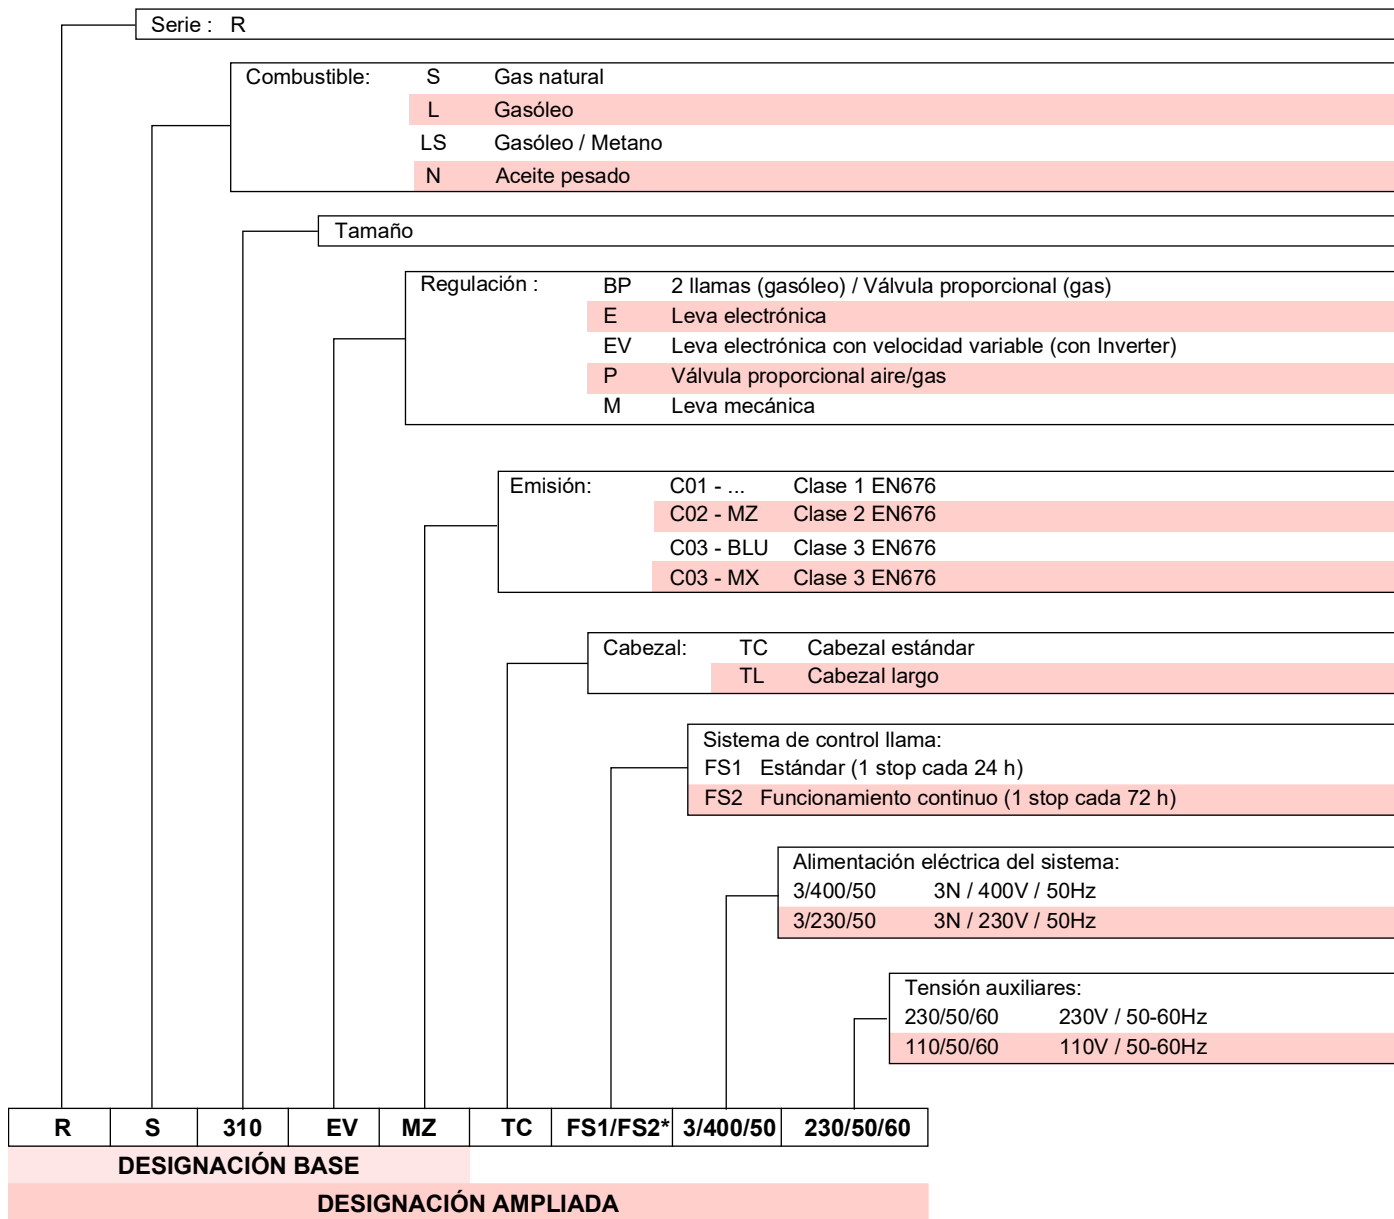 Serie : R
Combustible: S Gas natural
L Gasóleo
LS Gasóleo / Metano
N Aceite pesado
Tamaño
Regulación : BP 2 llamas (gasóleo) / Válvula proporcional (gas)
E Leva electrónica
EV Leva electrónica con velocidad variable (con Inverter)
P Válvula proporcional aire/gas
M Leva mecánica
Emisión: C01 - ... Clase 1 EN676
C02 - MZ Clase 2 EN676
C03 - BLU Clase 3 EN676
C03 - MX Clase 3 EN676
Cabezal: TC Cabezal estándar
TL Cabezal largo
Sistema de control llama:
FS1 Estándar (1 stop cada 24 h)
FS2 Funcionamiento continuo (1 stop cada 72 h)
Alimentación eléctrica del sistema:
3/400/50 3N / 400V / 50Hz
3/230/50 3N / 230V / 50Hz
Tensión auxiliares:
230/50/60 230V / 50-60Hz
110/50/60 110V / 50-60Hz
R S 310 EV MZ TC FS1/FS2* 3/400/50 230/50/60
DESIGNACIÓN BASE
DESIGNACIÓN AMPLIADA